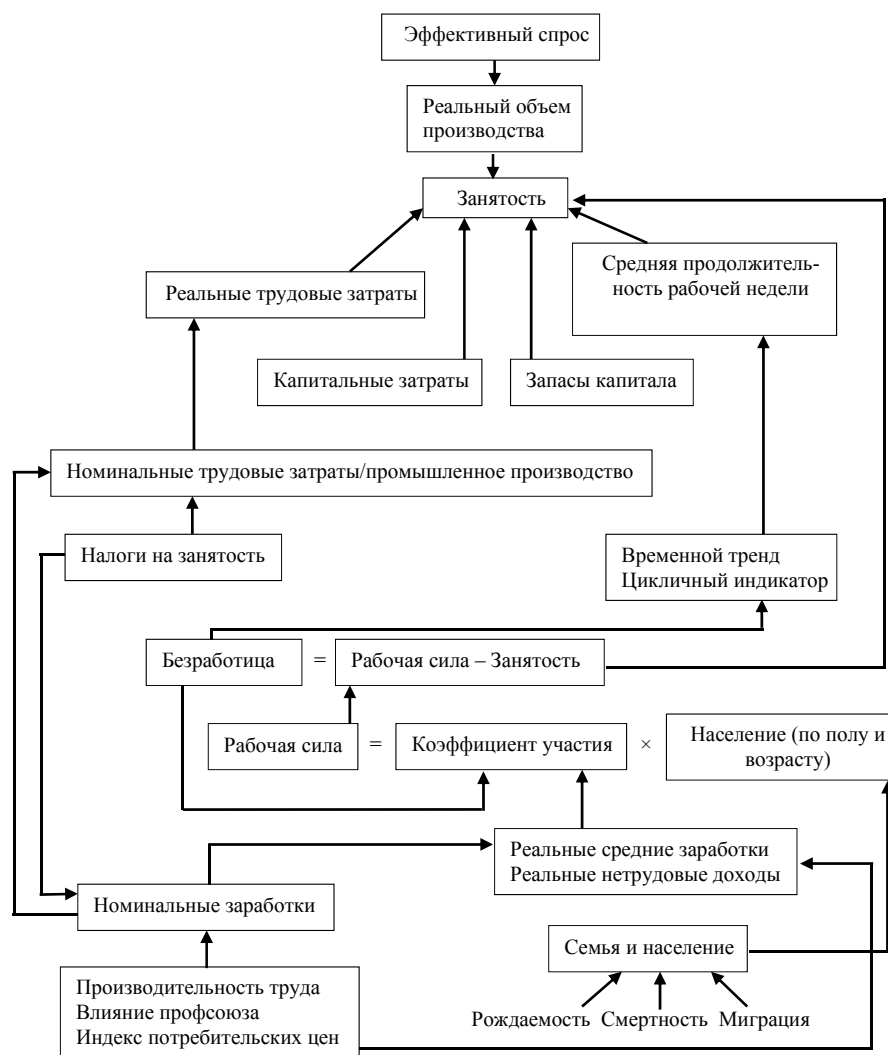 Эффективный спрос
Реальный объем
производства
Занятость
Средняя продолжитель-
ность рабочей недели
Реальные трудовые затраты
Капитальные затраты
Запасы капитала
Номинальные трудовые затраты/промышленное производство
Налоги на занятость
Временной тренд
Цикличный индикатор
Безработица = Рабочая сила – Занятость
Рабочая сила = Коэффициент участия × Население (по полу и
возрасту)
Реальные средние заработки
Реальные нетрудовые доходы
Номинальные заработки
Семья и население
Производительность труда
Влияние профсоюза
Индекс потребительских цен
Рождаемость Смертность Миграция